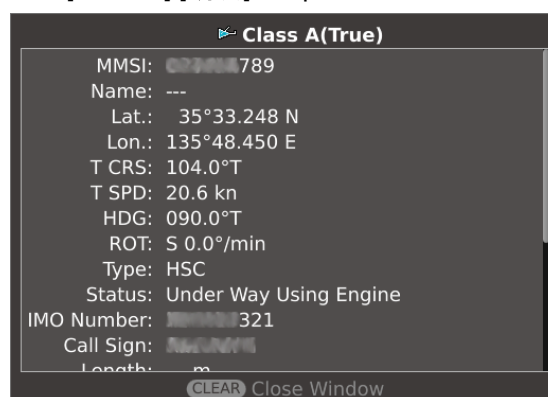 Class A(True)
MMSI: 789
Name: ---
Lat.: 35°33.248 N
Lon.: 135°48.450 E
T CRS: 104.0°T
T SPD: 20.6 kn
HDG: 090.0°T
ROT: S 0.0°/min
Type: HSC
Status: Under Way Using Engine
IMO Number: 321
Call Sign:
Length: m
CLEAR Close Window